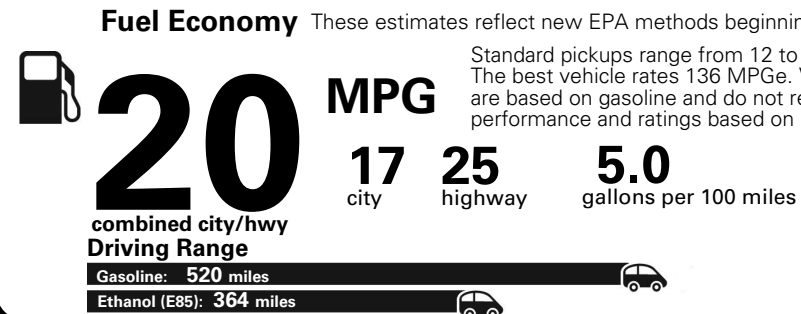 Fuel Economy These estimates reflect new EPA methods beginning
Standard pickups range from 12 to
The best vehicle rates 136 MPGe. V
are based on gasoline and do not re
performance and ratings based on
20 MPG
17 25 5.0
city highway gallons per 100 miles
combined city/hwy
Driving Range
Gasoline: 520 miles
Ethanol (E85): 364 miles